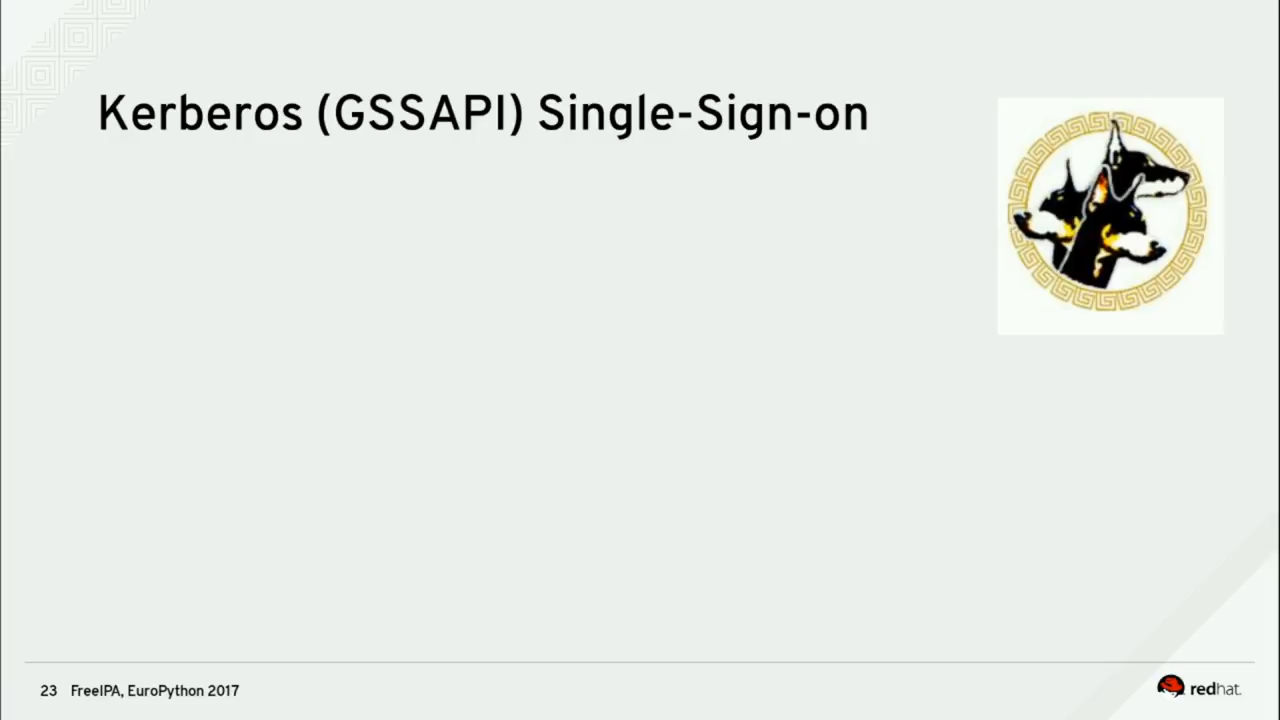 Kerberos (GSSAPI) Single-Sign-on
23 FreeIPA, EuroPython 2017
redhat.